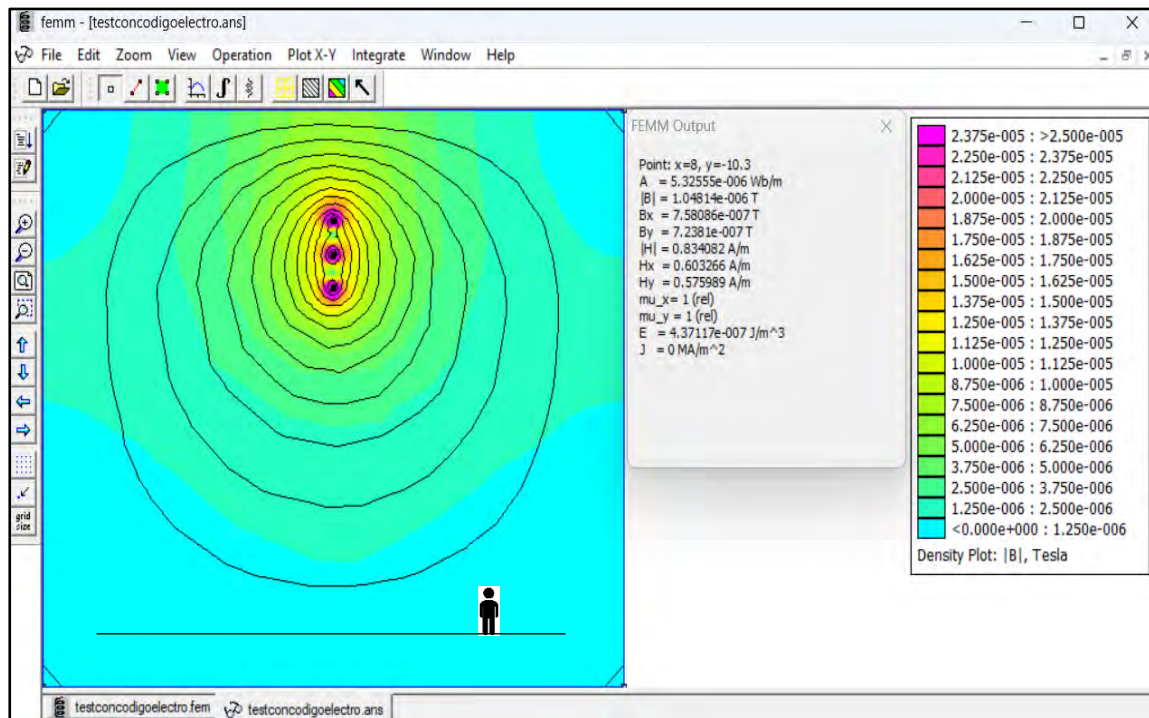 femm - [testconcodigoelectro.ans]
File Edit Zoom View Operation Plot X-Y Integrate Window Help
grid
size
FEMM Output
Point: x=8, y=-10.3
A = 5.32555e-006 Wb/m
|B| = 1.04814e-006 T
Bx = 7.58086e-007 T
By = 7.2381e-007 T
|H| = 0.834082 A/m
Hx = 0.603266 A/m
Hy = 0.575989 A/m
mu_x= 1 (rel)
mu_y = 1 (rel)
E = 4.37117e-007 J/m^3
J = 0 MA/m^2
2.375e-005 : >2.500e-005
2.250e-005 : 2.375e-005
2.125e-005 : 2.250e-005
2.000e-005 : 2.125e-005
1.875e-005 : 2.000e-005
1.750e-005 : 1.875e-005
1.625e-005 : 1.750e-005
1.500e-005 : 1.625e-005
1.375e-005 : 1.500e-005
1.250e-005 : 1.375e-005
1.125e-005 : 1.250e-005
1.000e-005 : 1.125e-005
8.750e-006 : 1.000e-005
7.500e-006 : 8.750e-006
6.250e-006 : 7.500e-006
5.000e-006 : 6.250e-006
3.750e-006 : 5.000e-006
2.500e-006 : 3.750e-006
1.250e-006 : 2.500e-006
<0.000e+000 : 1.250e-006
Density Plot: |B|, Tesla
testconcodigoelectro.fem testconcodigoelectro.ans